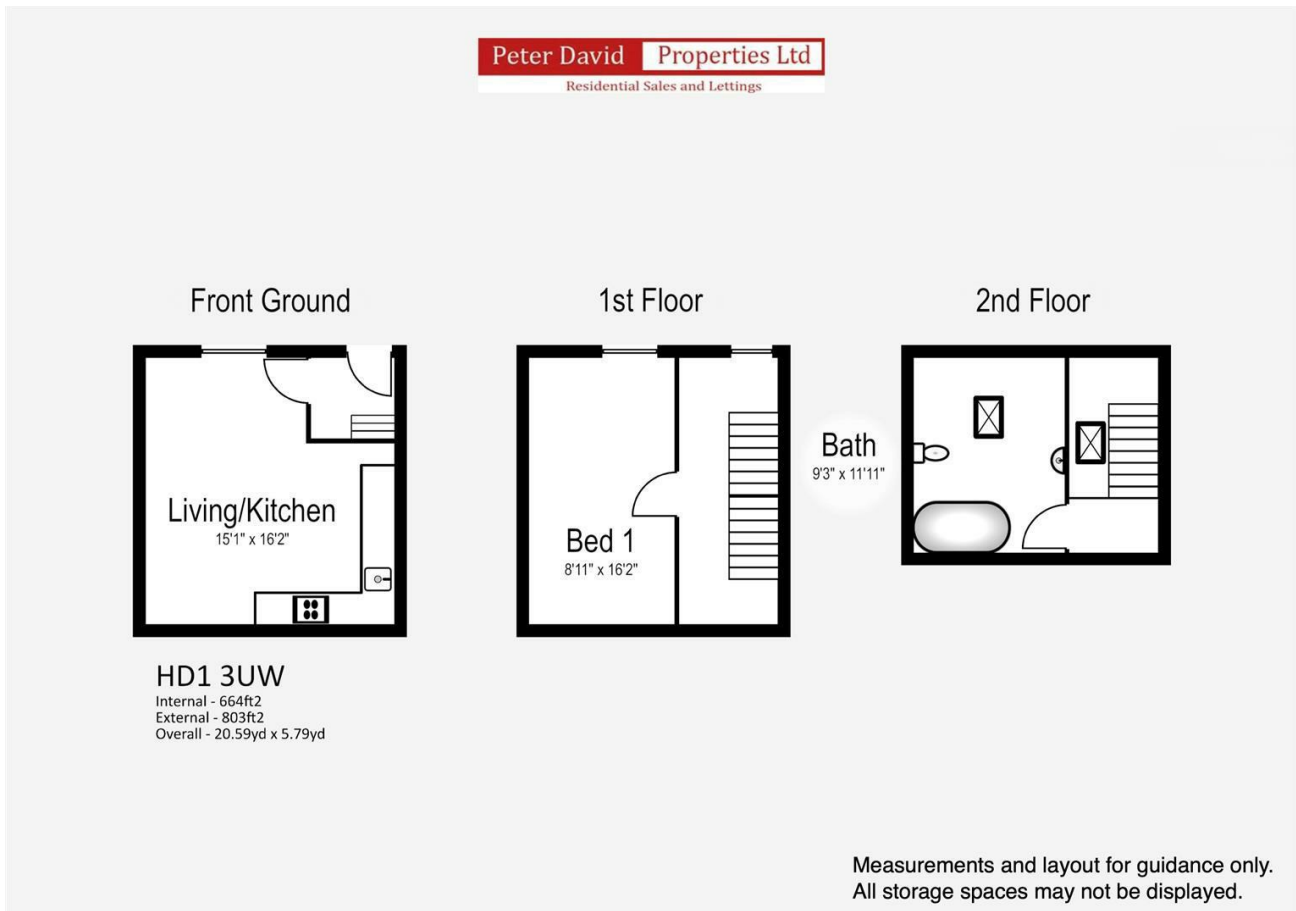 Peter David Properties Ltd
Residential Sales and Lettings
Front Ground
1st Floor
2nd Floor
Living/Kitchen
15'1" x 16'2"
Bed 1
8'11" x 16'2"
Bath
9'3" x 11'11"
HD1 3UW
Internal - 664ft2
External - 803ft2
Overall - 20.59yd x 5.79yd
Measurements and layout for guidance only.
All storage spaces may not be displayed.